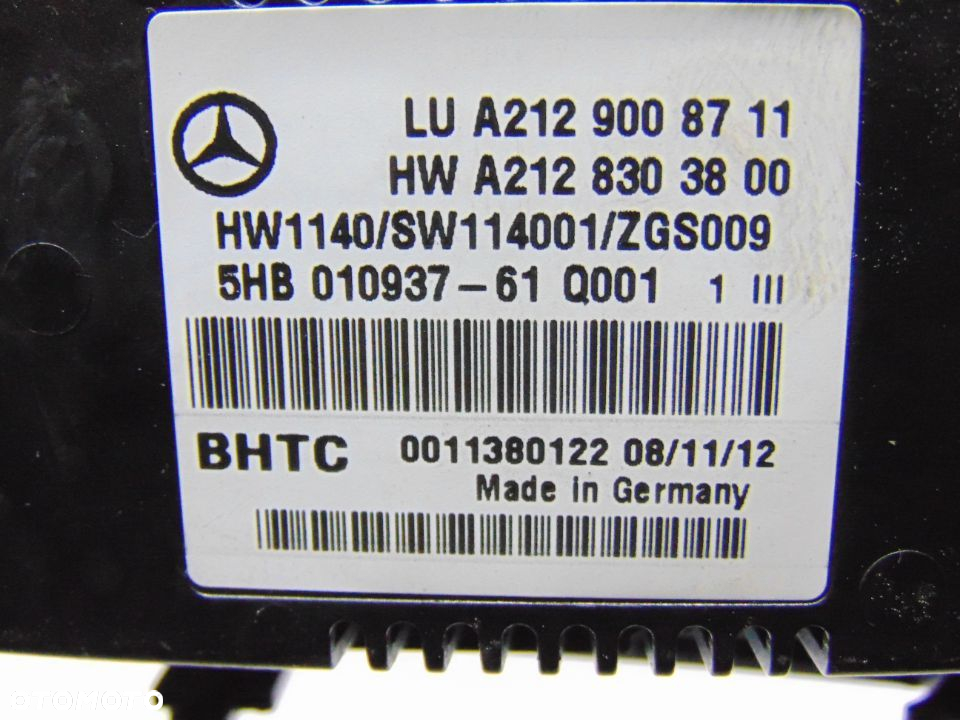 LU A212 900 87 11
HW A212 830 38 00
HW1140/SW114001/ZGS009
5HB 010937-61 Q001 1 III
BHTC 0011380122 08/11/12
Made in Germany
OTOMOTO